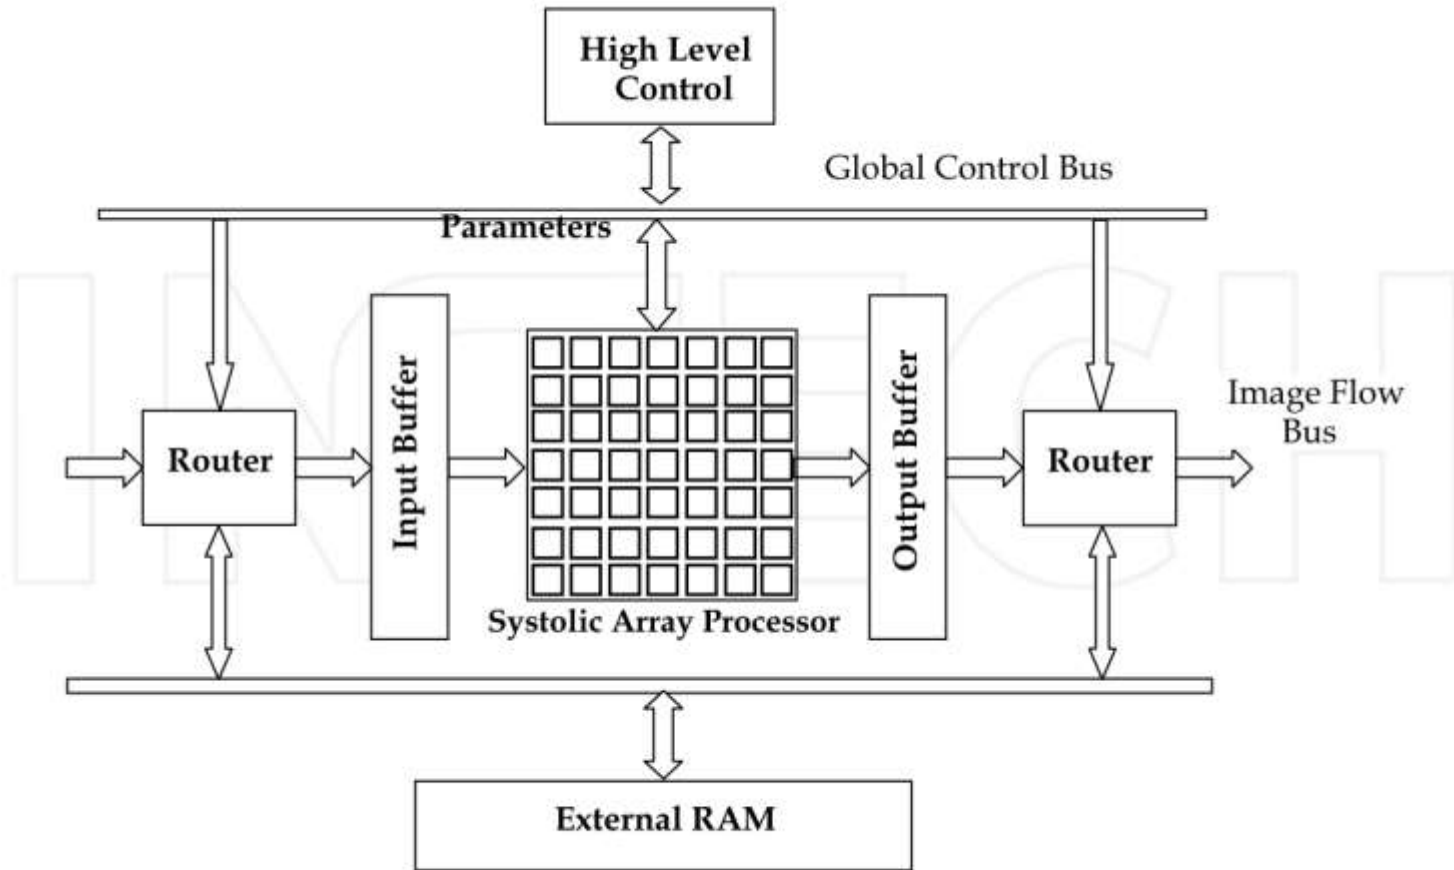 High Level
Control
Global Control Bus
Parameters
Input Buffer
Output Buffer
Image Flow
Bus
Router
Router
Systolic Array Processor
External RAM
INTECH